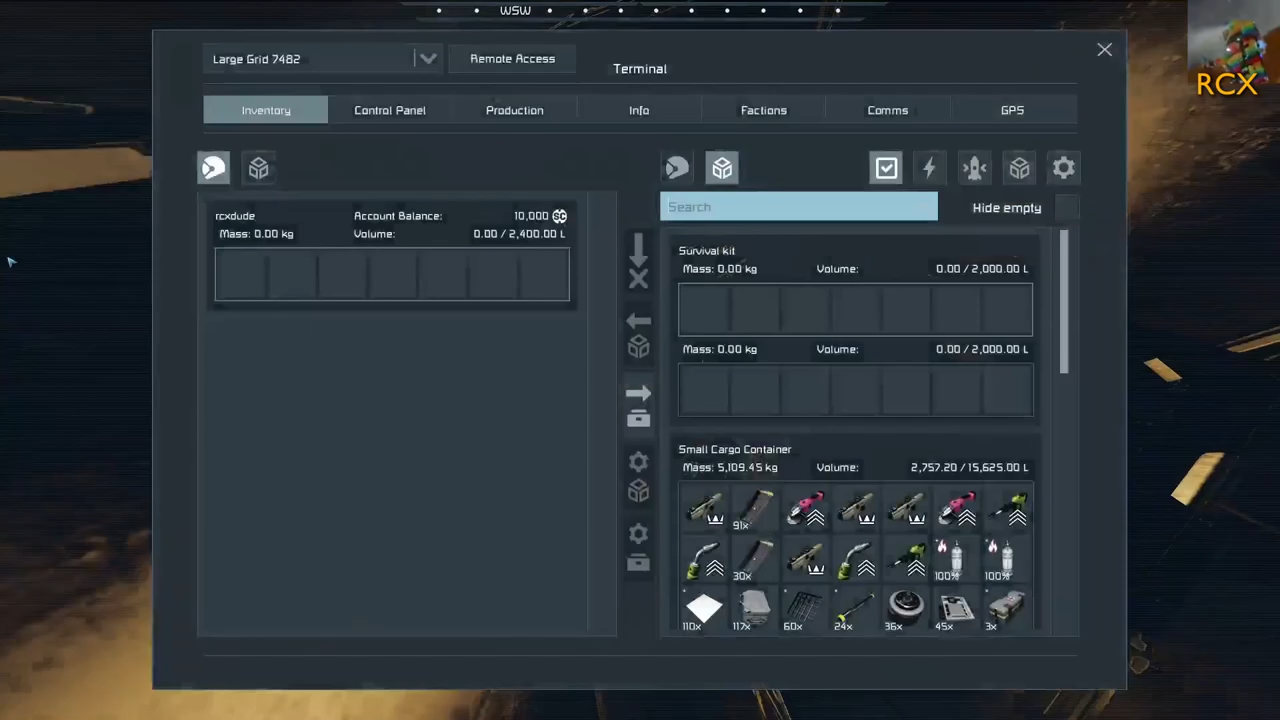 WSW
RCX
Large Grid 7482
Remote Access
Terminal
Inventory
Control Panel
Production
Info
Factions
Comms
GPS
Search
Hide empty
rcxdude Account Balance: 10,000 SC
Mass: 0.00 kg Volume: 0.00 / 2,400.00 L
Survival kit
Mass: 0.00 kg Volume: 0.00 / 2,000.00 L
Mass: 0.00 kg Volume: 0.00 / 2,000.00 L
Small Cargo Container
Mass: 5,109.45 kg Volume: 2,757.20 / 15,625.00 L
91x
30x 100% 100%
110x 117x 60x 24x 36x 45x 3x